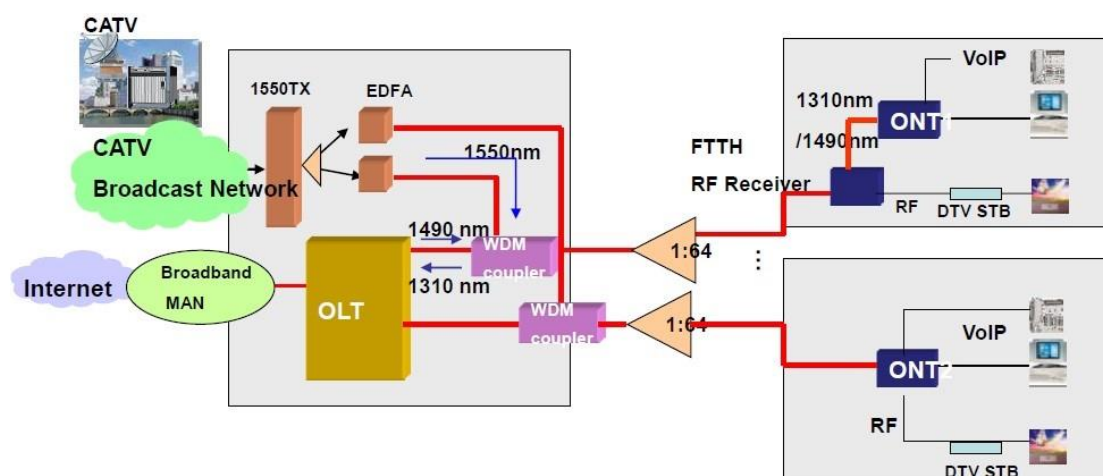 CATV
1550TX
EDFA
CATV
Broadcast Network
1550nm
1490 nm
WDM
coupler
1310 nm
Internet
Broadband
MAN
OLT
WDM
coupler
1:64
1:64
FTTH
RF Receiver
VoIP
1310nm
/1490nm
ONT1
RF
DTV STB
...
VoIP
ONT2
RF
DTV STB